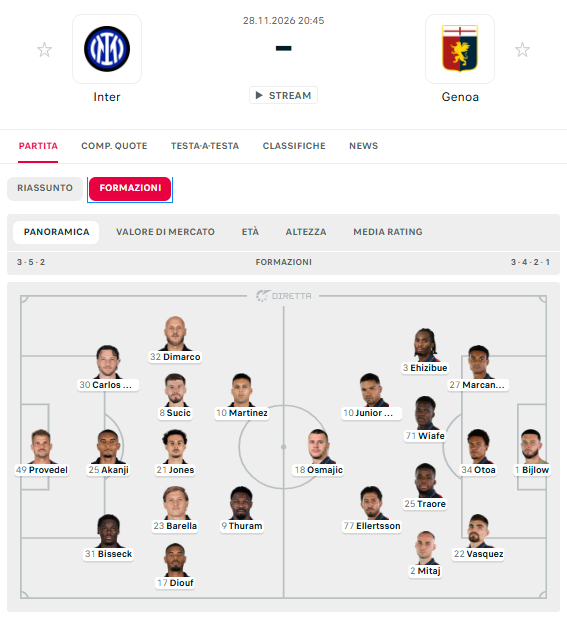 28.11.2026 20:45
-
Inter
Genoa
STREAM
PARTITA COMP. QUOTE TESTA-A-TESTA CLASSIFICHE NEWS
RIASSUNTO FORMAZIONI
PANORAMICA VALORE DI MERCATO ETÀ ALTEZZA MEDIA RATING
3 - 5 - 2 FORMAZIONI 3 - 4 - 2 - 1
DIRETTA
32 Dimarco
3 Ehizibue
30 Carlos ...
27 Marcan...
8 Sucic
10 Martinez
10 Junior ...
71 Wiafe
49 Provedel
25 Akanji
21 Jones
18 Osmajic
34 Otoa
1 Bijlow
25 Traore
23 Barella
9 Thuram
77 Ellertsson
31 Bisseck
22 Vasquez
17 Diouf
2 Mitaj